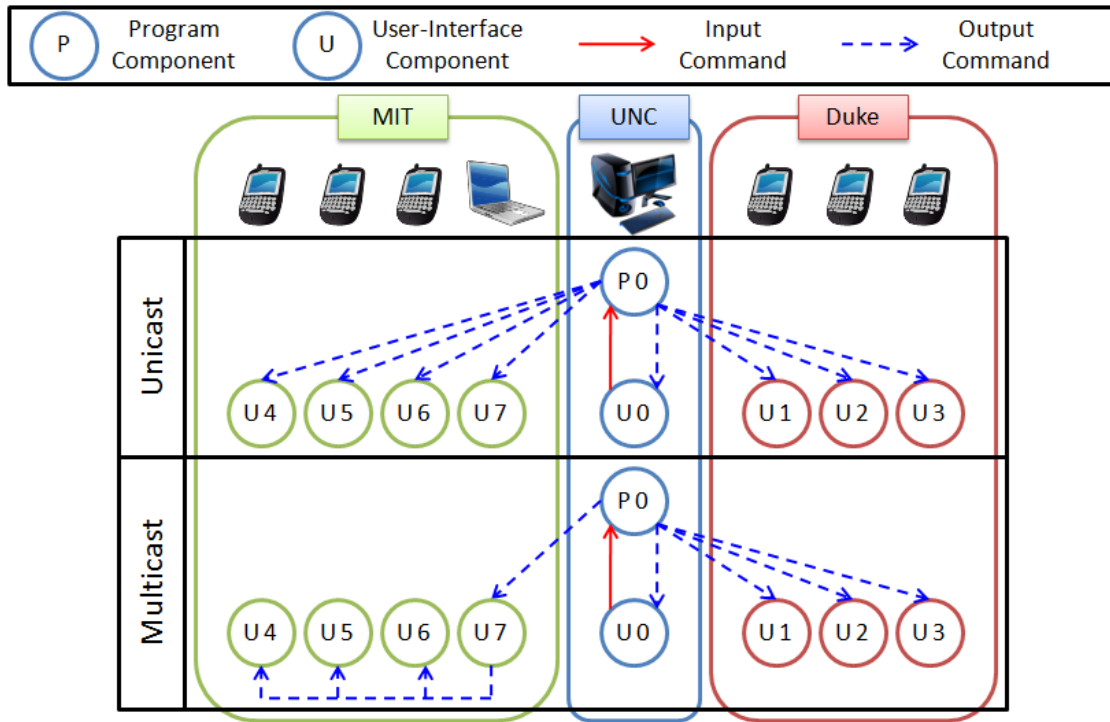 P
Program
Component
U
User-Interface
Component
Input
Command
Output
Command
MIT
UNC
Duke
Unicast
P 0
U 4
U 5
U 6
U 7
U 0
U 1
U 2
U 3
Multicast
P 0
U 4
U 5
U 6
U 7
U 0
U 1
U 2
U 3